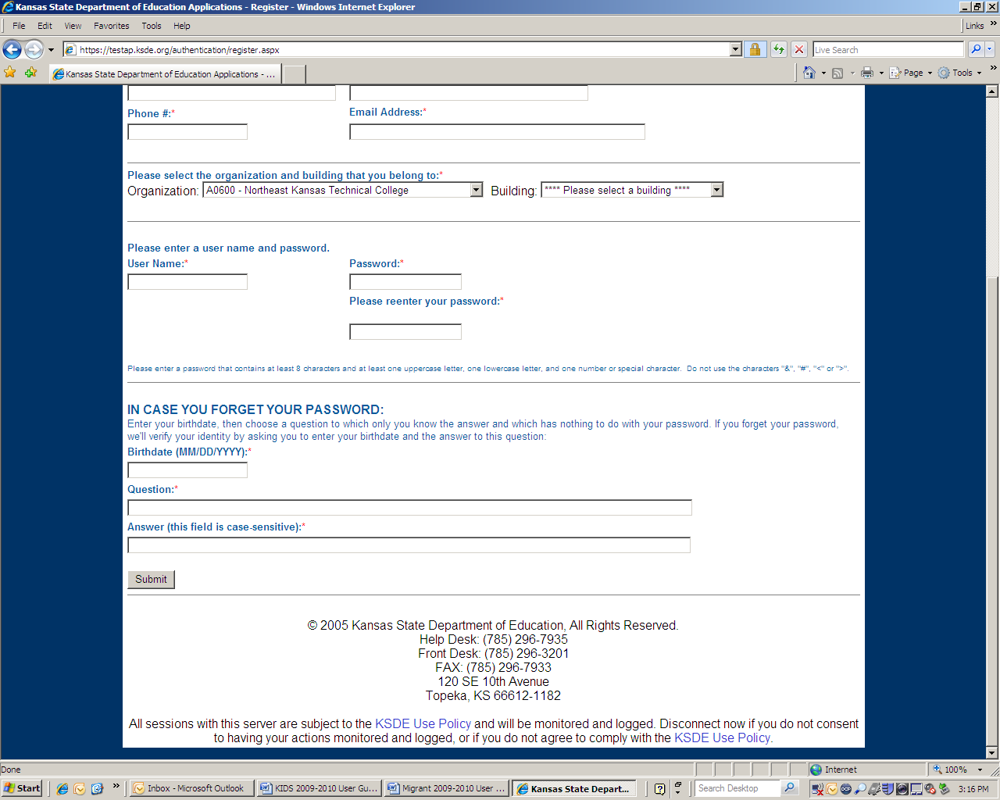 Kansas State Department of Education Applications - Register - Windows Internet Explorer
File Edit View Favorites Tools Help Links »
https://testap.ksde.org/authentication/register.aspx Live Search
Kansas State Department of Education Applications - ... Page Tools »
Phone #:* Email Address:*
Please select the organization and building that you belong to:*
Organization: A0600 - Northeast Kansas Technical College Building: **** Please select a building ****
Please enter a user name and password.
User Name:* Password:*
Please reenter your password:*
Please enter a password that contains at least 8 characters and at least one uppercase letter, one lowercase letter, and one number or special character. Do not use the characters "&", "#", "<" or ">".
IN CASE YOU FORGET YOUR PASSWORD:
Enter your birthdate, then choose a question to which only you know the answer and which has nothing to do with your password. If you forget your password,
we'll verify your identity by asking you to enter your birthdate and the answer to this question:
Birthdate (MM/DD/YYYY):*
Question:*
Answer (this field is case-sensitive):*
Submit
© 2005 Kansas State Department of Education, All Rights Reserved.
Help Desk: (785) 296-7935
Front Desk: (785) 296-3201
FAX: (785) 296-7933
120 SE 10th Avenue
Topeka, KS 66612-1182
All sessions with this server are subject to the KSDE Use Policy and will be monitored and logged. Disconnect now if you do not consent
to having your actions monitored and logged, or if you do not agree to comply with the KSDE Use Policy.
Done Internet 100%
Start » Inbox - Microsoft Outlook KIDS 2009-2010 User Gu... Migrant 2009-2010 User ... Kansas State Depart... Search Desktop 3:16 PM